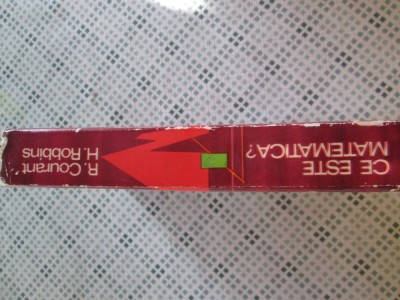 R. Courant
H. Robbins
CE ESTE
MATEMATICA?